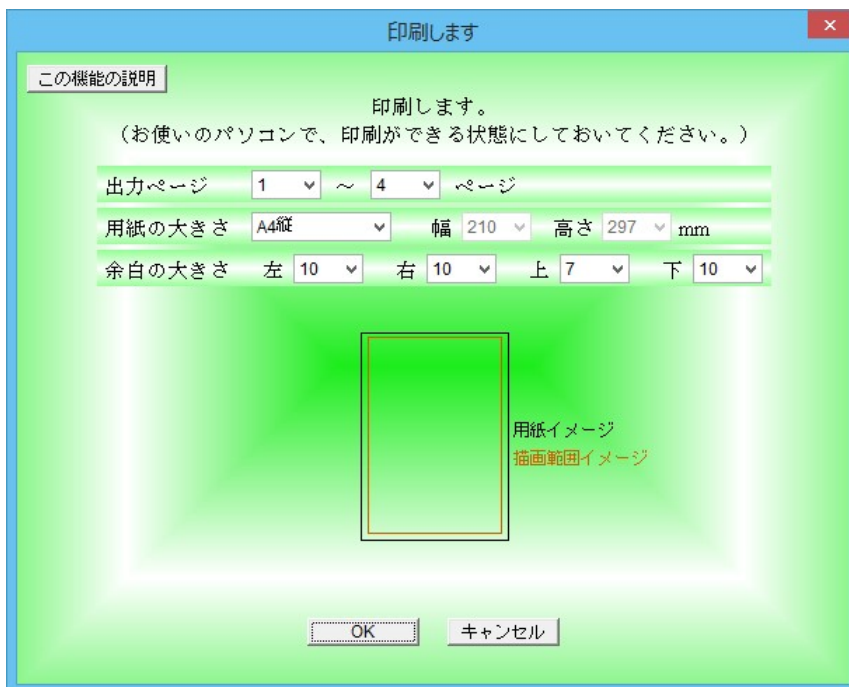 印刷します
この機能の説明
印刷します。
(お使いのパソコンで、印刷ができる状態にしておいてください。)
出力ページ 1 ～ 4 ページ
用紙の大きさ A4縦 幅 210 高さ 297 mm
余白の大きさ 左 10 右 10 上 7 下 10
用紙イメージ
描画範囲イメージ
OK キャンセル